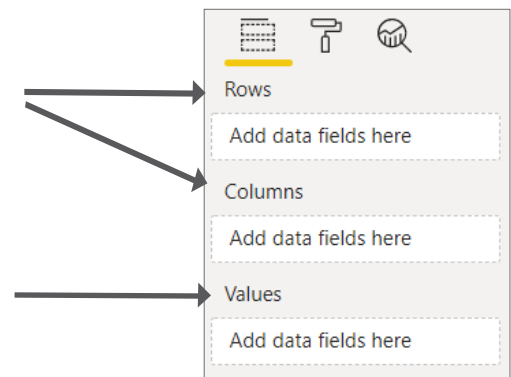 Rows
Add data fields here
Columns
Add data fields here
Values
Add data fields here